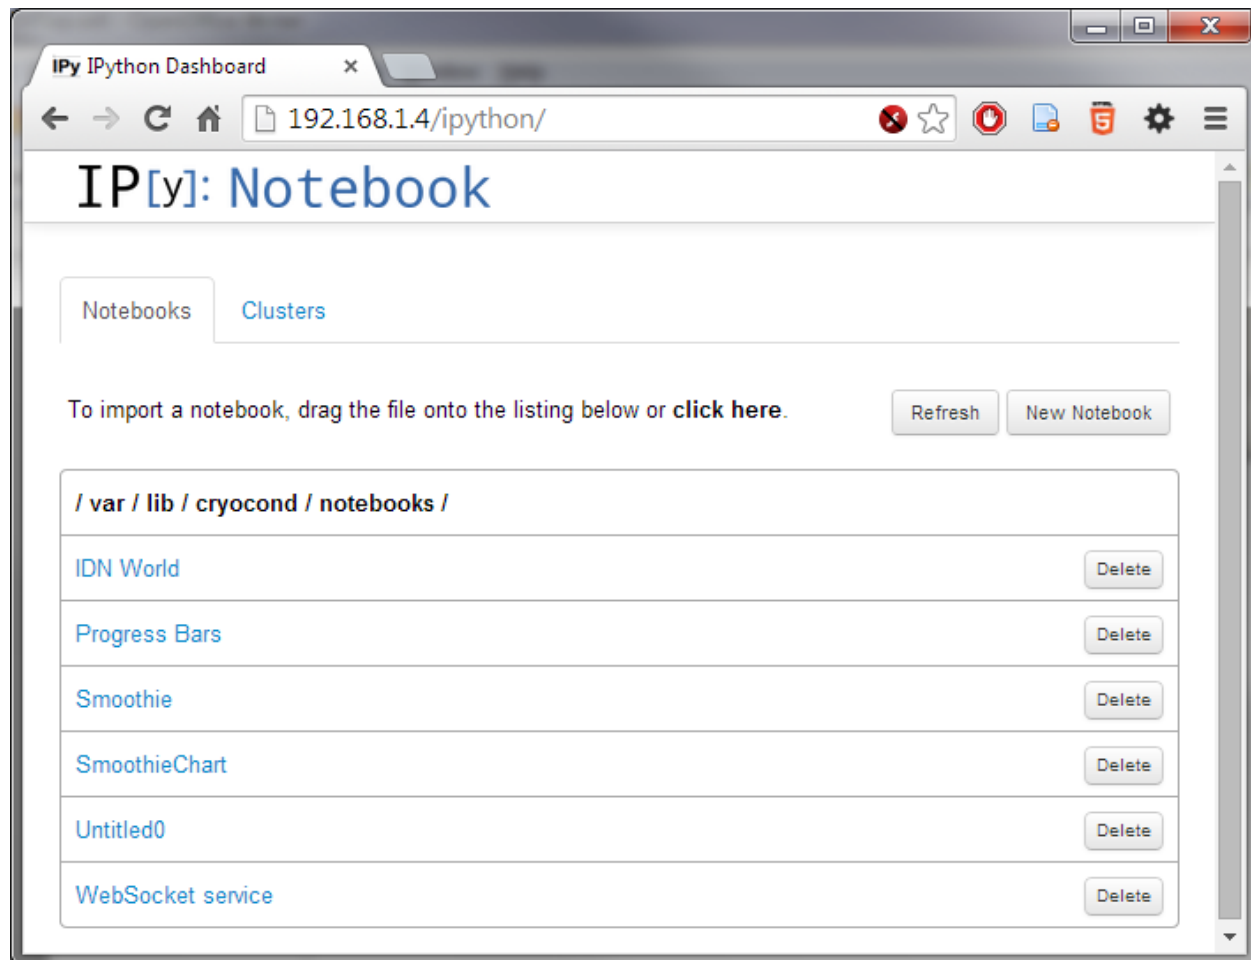 IPy IPython Dashboard
192.168.1.4/ipython/
IP[y]: Notebook
Notebooks Clusters
To import a notebook, drag the file onto the listing below or click here. Refresh New Notebook
/ var / lib / cryocond / notebooks /
IDN World Delete
Progress Bars Delete
Smoothie Delete
SmoothieChart Delete
Untitled0 Delete
WebSocket service Delete